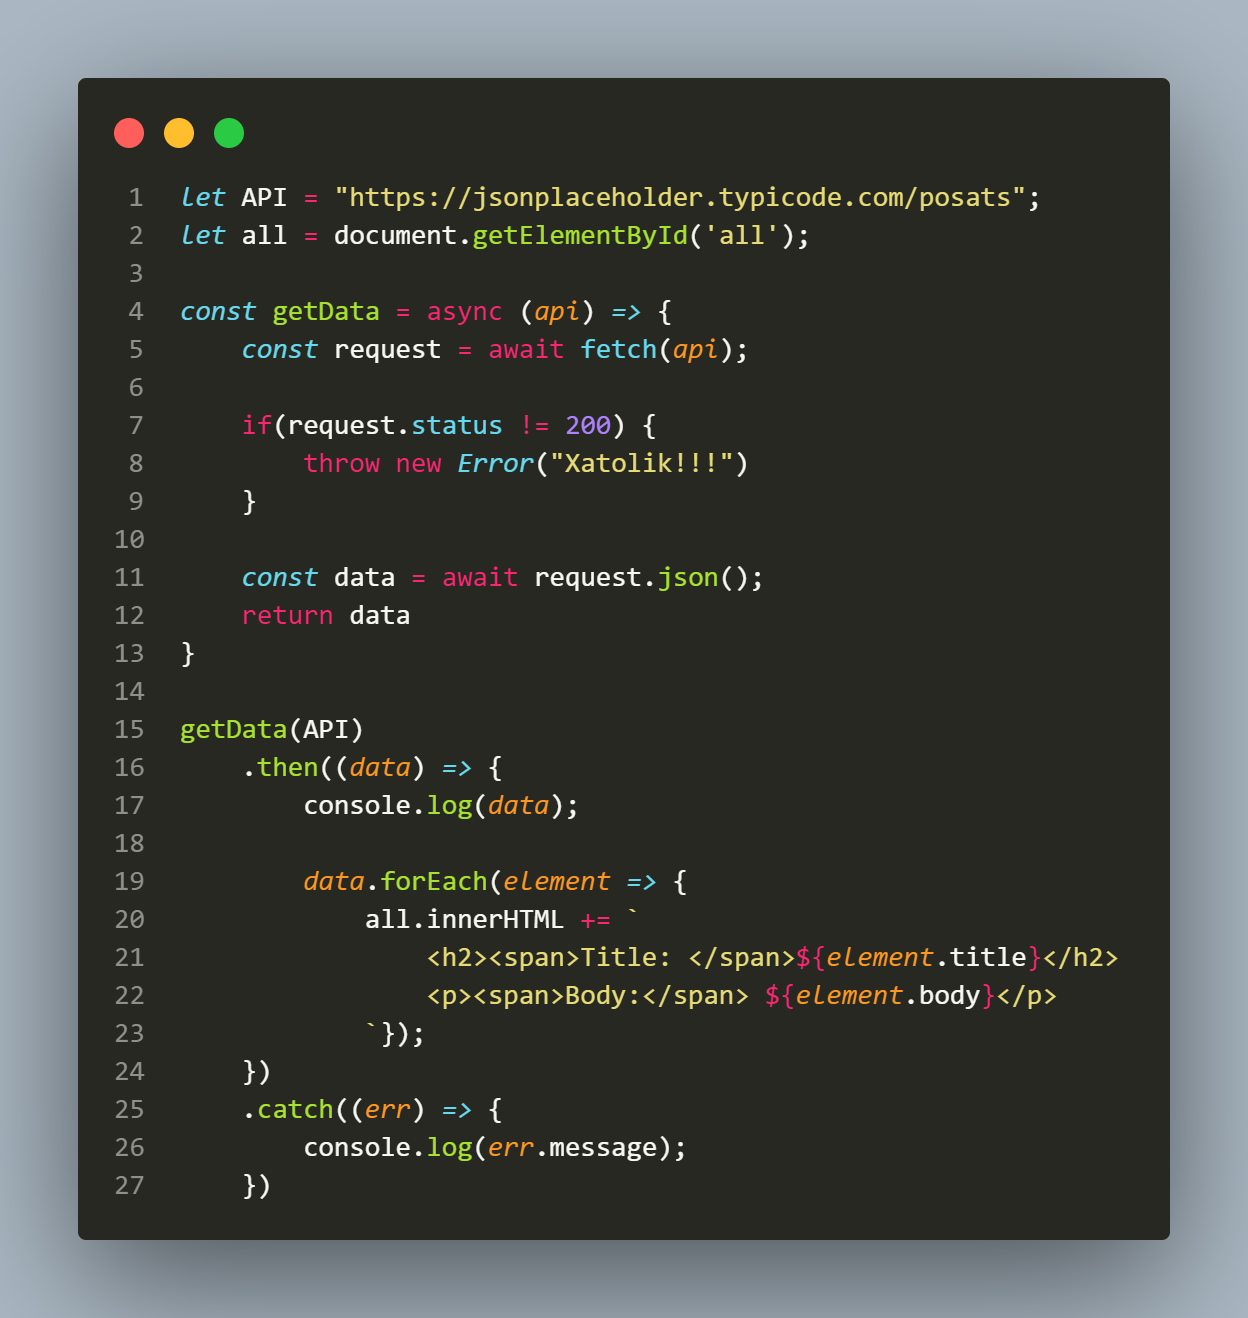 1 let API = "https://jsonplaceholder.typicode.com/posats";
2 let all = document.getElementById('all');
3
4 const getData = async (api) => {
5     const request = await fetch(api);
6
7     if(request.status != 200) {
8         throw new Error("Xatolik!!!")
9     }
10
11     const data = await request.json();
12     return data
13 }
14
15 getData(API)
16     .then((data) => {
17         console.log(data);
18
19         data.forEach(element => {
20             all.innerHTML += `
21                 <h2><span>Title: </span>${element.title}</h2>
22                 <p><span>Body:</span> ${element.body}</p>
23             `});
24     })
25     .catch((err) => {
26         console.log(err.message);
27     })